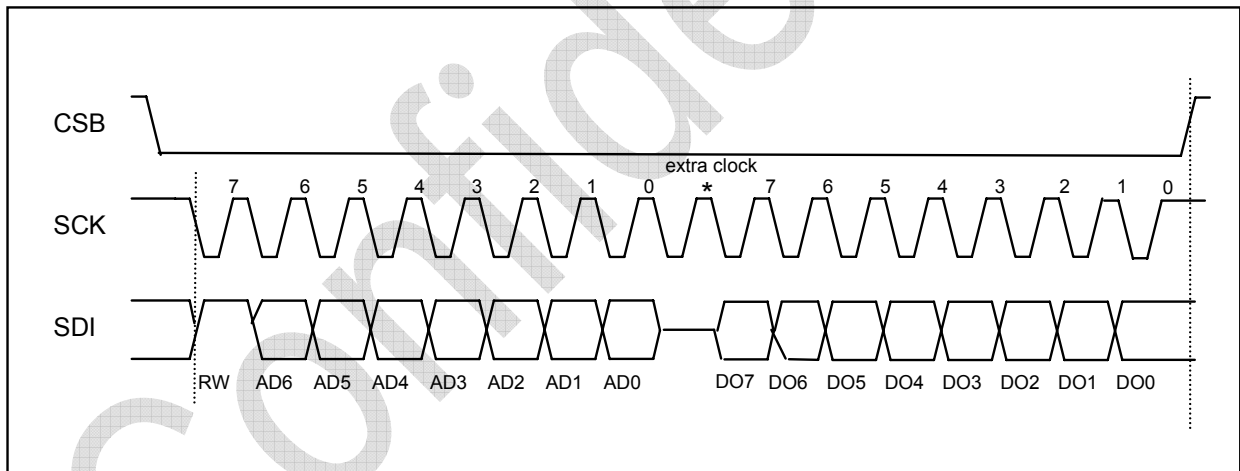 Confide
CSB
extra clock
7 6 5 4 3 2 1 0 * 7 6 5 4 3 2 1 0
SCK
SDI
RW AD6 AD5 AD4 AD3 AD2 AD1 AD0 DO7 DO6 DO5 DO4 DO3 DO2 DO1 DO0